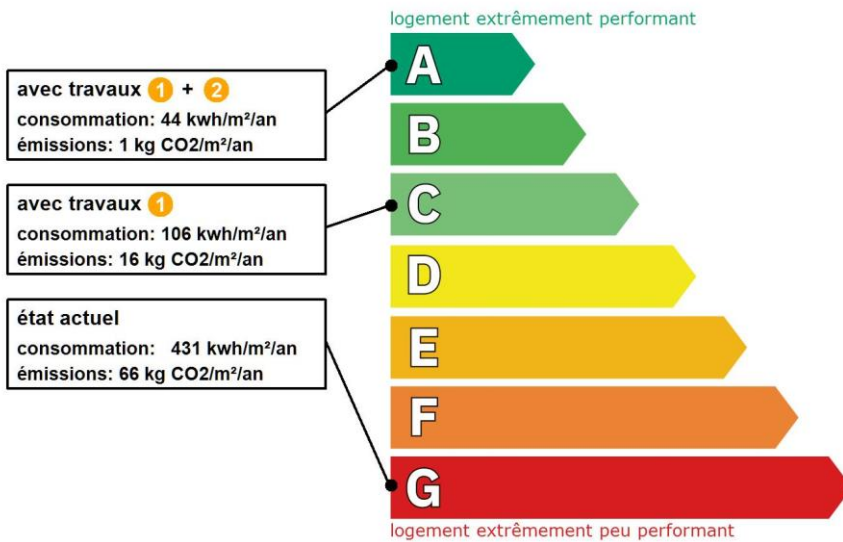 logement extrêmement performant
A
avec travaux 1 + 2
consommation: 44 kwh/m²/an
émissions: 1 kg CO2/m²/an
B
avec travaux 1
consommation: 106 kwh/m²/an
émissions: 16 kg CO2/m²/an
C
D
état actuel
consommation: 431 kwh/m²/an
émissions: 66 kg CO2/m²/an
E
F
G
logement extrêmement peu performant